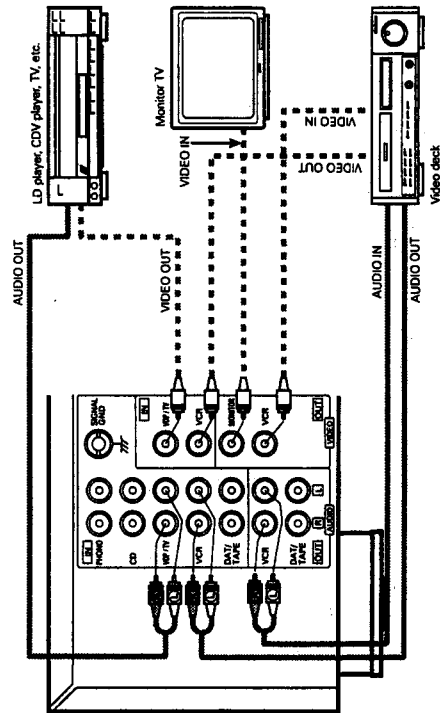 LD player, CDV player, TV, etc.
L
Monitor TV
Video deck
AUDIO OUT
VIDEO OUT
VIDEO IN
VIDEO OUT
VIDEO IN
AUDIO IN
AUDIO OUT
SIGNAL
GND
IN
PHONO
CD
VDP/TV
VCR
DAT/
TAPE
VCR
DAT/
TAPE
OUT
R
L
AUDIO
IN
VDP/TV
VCR
MONITOR
VCR
OUT
VIDEO